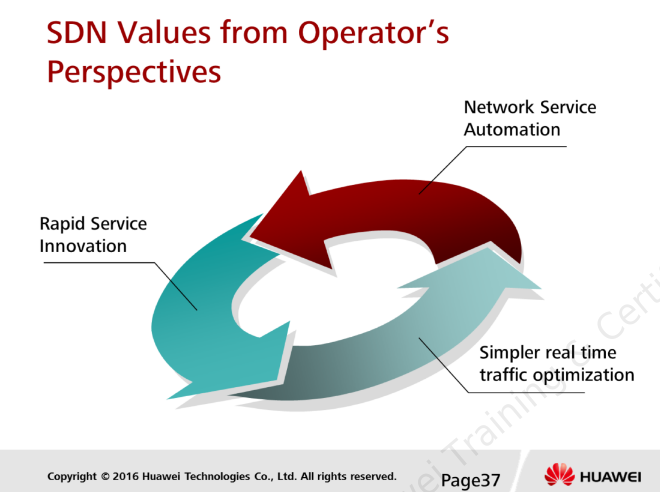 SDN Values from Operator's
Perspectives
Network Service
Automation
Rapid Service
Innovation
Simpler real time
traffic optimization
Copyright © 2016 Huawei Technologies Co., Ltd. All rights reserved.
Page37
HUAWEI
Training &